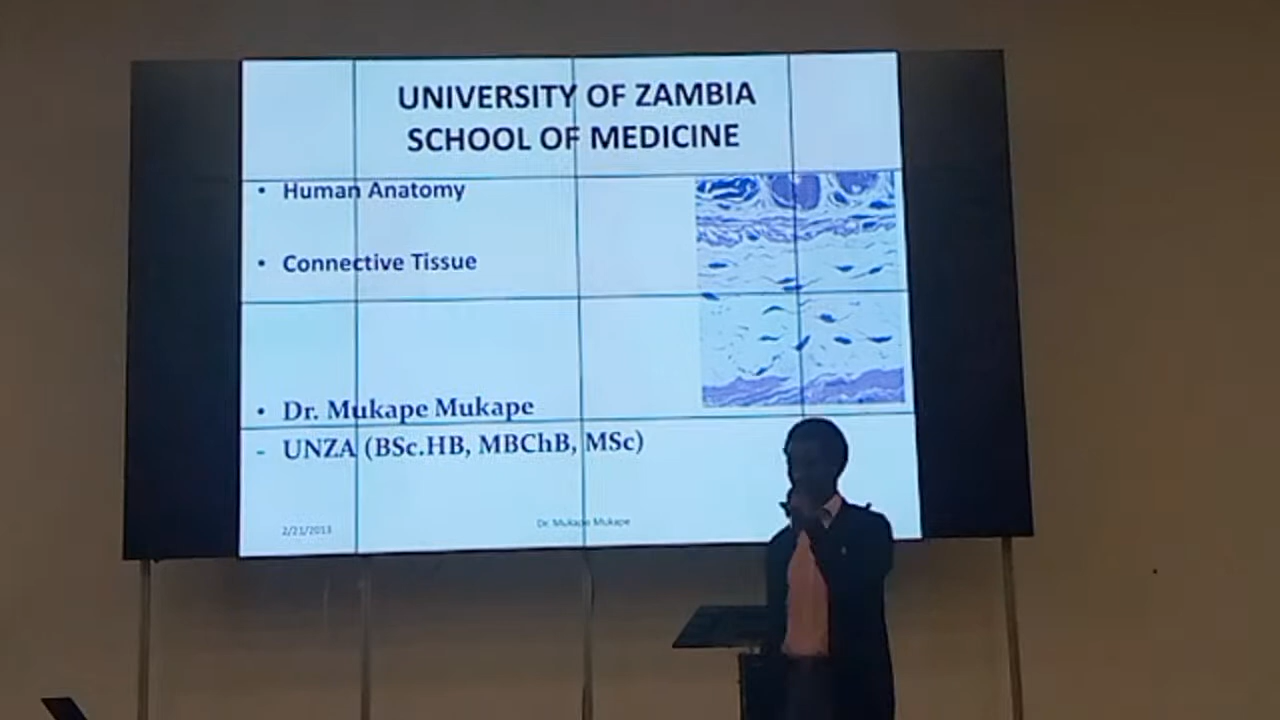 UNIVERSITY OF ZAMBIA
SCHOOL OF MEDICINE
• Human Anatomy
• Connective Tissue
• Dr. Mukape Mukape
- UNZA (BSc.HB, MBChB, MSc)
2/21/2013
Dr. Mukape Mukape